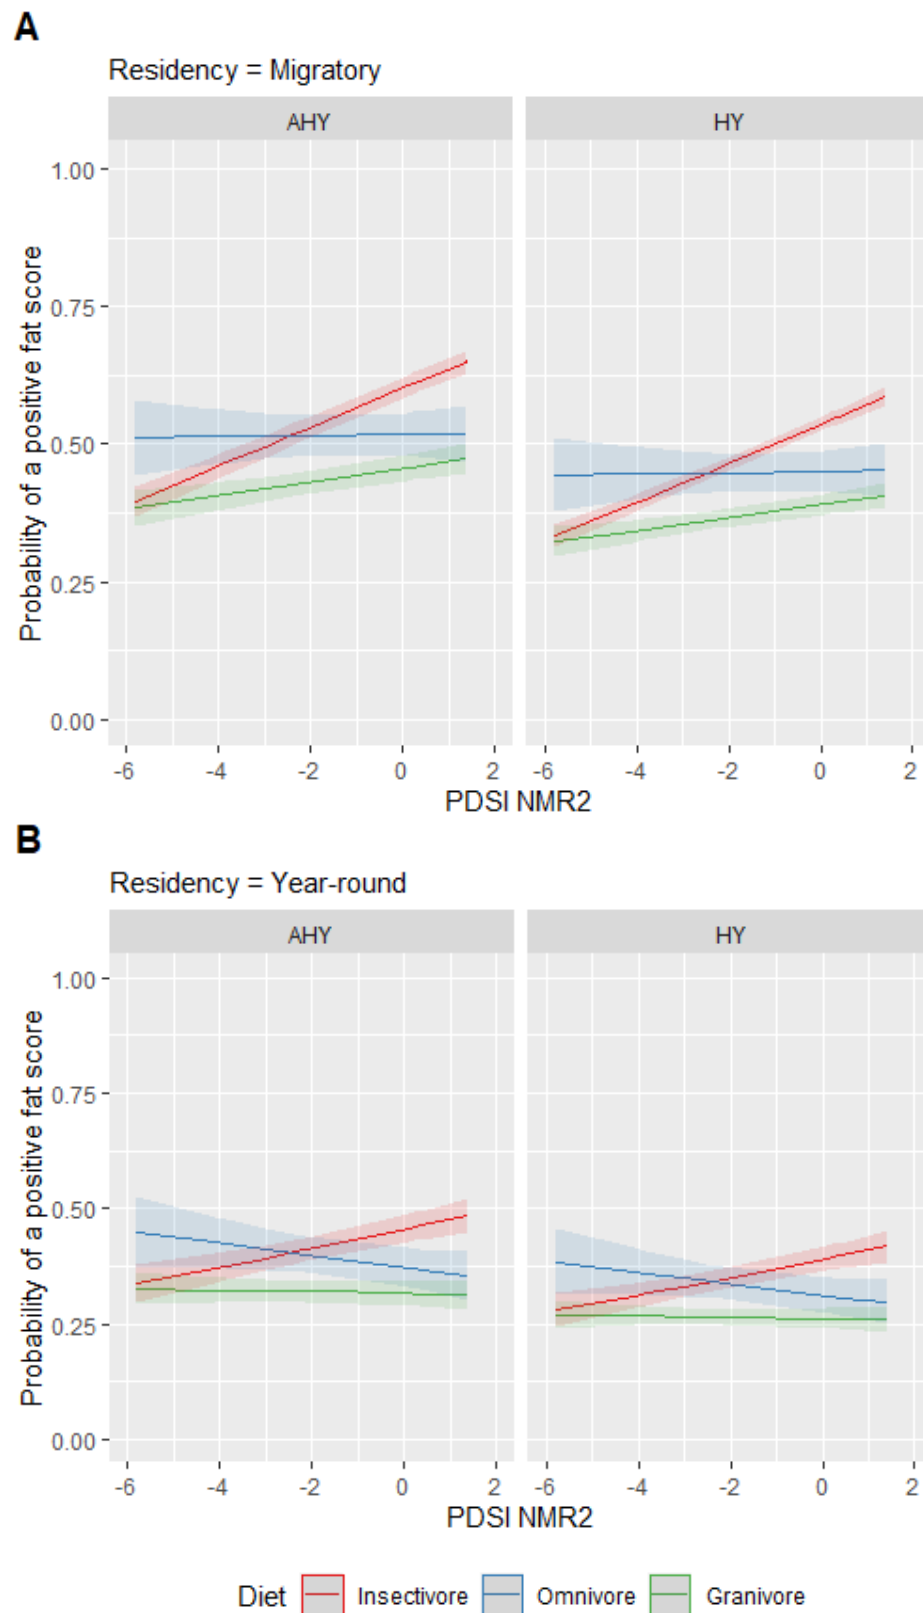 A
Residency = Migratory
AHY HY
Probability of a positive fat score
1.00
0.75
0.50
0.25
0.00
-6 -4 -2 0 2 -6 -4 -2 0 2
PDSI NMR2
B
Residency = Year-round
AHY HY
Probability of a positive fat score
1.00
0.75
0.50
0.25
0.00
-6 -4 -2 0 2 -6 -4 -2 0 2
PDSI NMR2
Diet Insectivore Omnivore Granivore